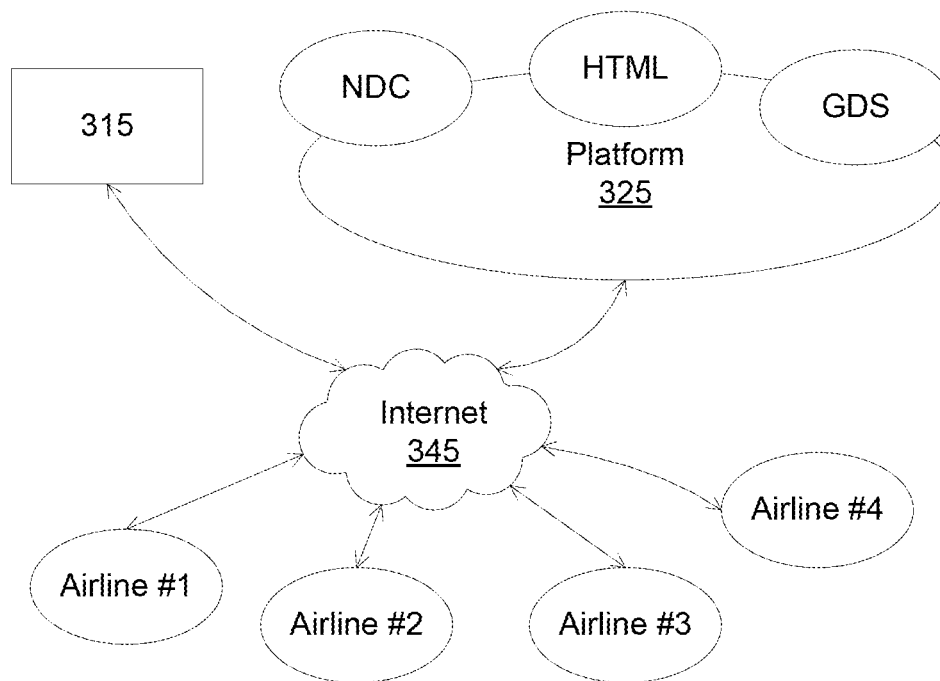 315
NDC
HTML
GDS
Platform
325
Internet
345
Airline #1
Airline #2
Airline #3
Airline #4